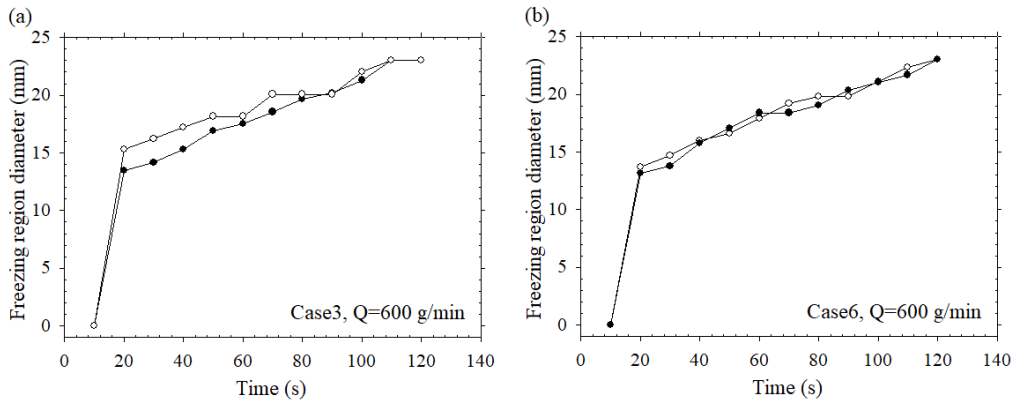 (a)
25
20
15
10
5
0
Freezing region diameter (mm)
Case3, Q=600 g/min
0 20 40 60 80 100 120 140
Time (s)
(b)
25
20
15
10
5
0
Freezing region diameter (mm)
Case6, Q=600 g/min
0 20 40 60 80 100 120 140
Time (s)